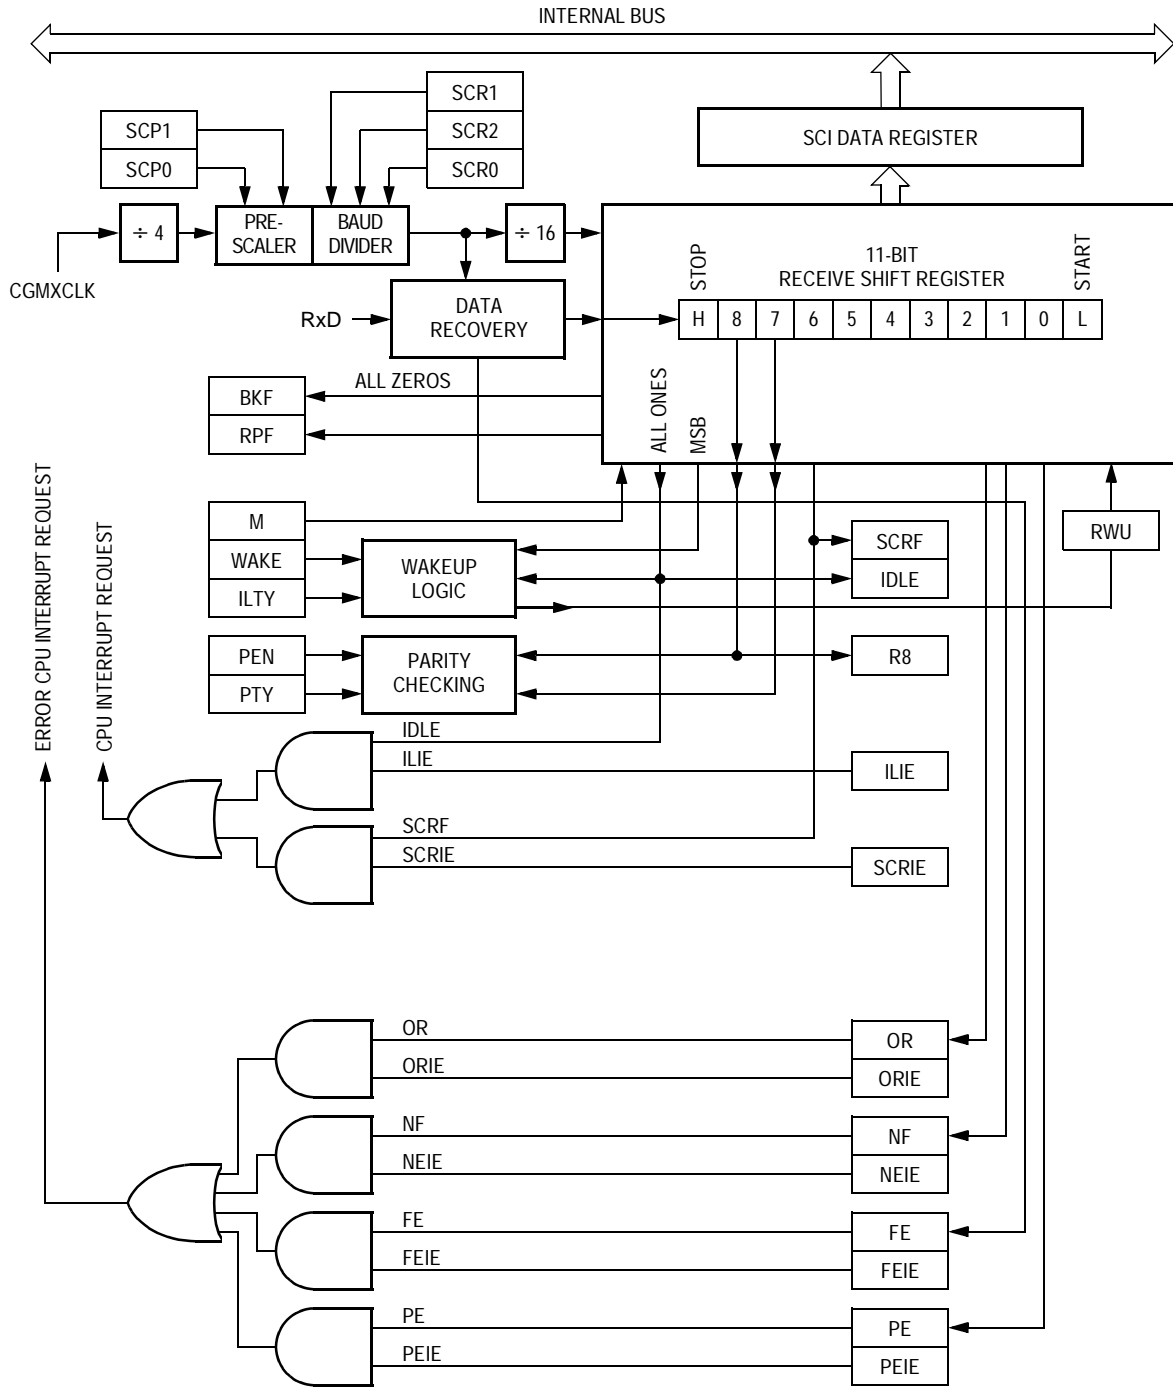 INTERNAL BUS
SCR1
SCP1
SCR2
SCI DATA REGISTER
SCP0
SCR0
÷ 4
PRE-
SCALER
BAUD
DIVIDER
÷ 16
CGMXCLK
STOP
11-BIT
RECEIVE SHIFT REGISTER
START
RxD
DATA
RECOVERY
H 8 7 6 5 4 3 2 1 0 L
ALL ZEROS
BKF
RPF
ALL ONES
MSB
ERROR CPU INTERRUPT REQUEST
CPU INTERRUPT REQUEST
M
WAKE
ILTY
WAKEUP
LOGIC
SCRF
IDLE
RWU
PEN
PTY
PARITY
CHECKING
R8
IDLE
ILIE
ILIE
SCRF
SCRIE
SCRIE
OR
OR
ORIE
ORIE
NF
NF
NEIE
NEIE
FE
FE
FEIE
FEIE
PE
PE
PEIE
PEIE